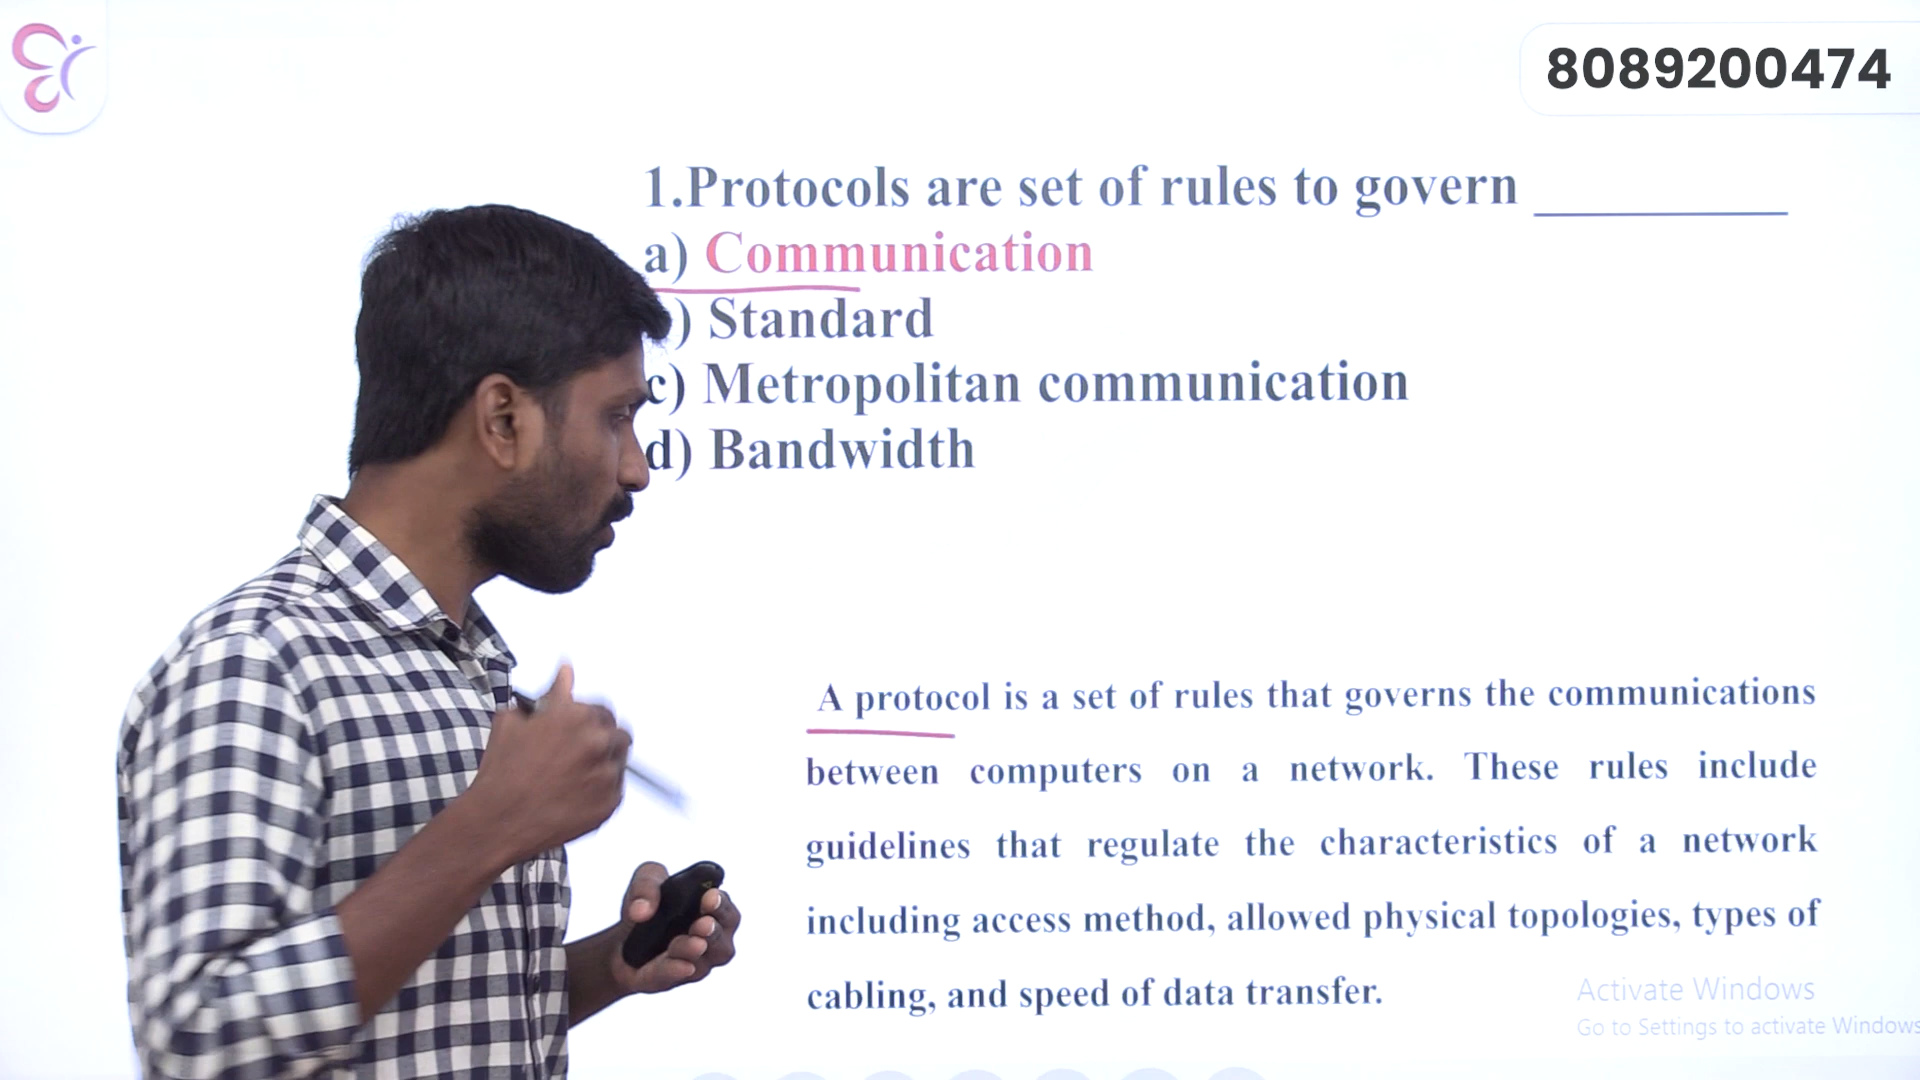 8089200474
1.Protocols are set of rules to govern __________
a) Communication
) Standard
c) Metropolitan communication
d) Bandwidth
A protocol is a set of rules that governs the communications
between computers on a network. These rules include
guidelines that regulate the characteristics of a network
including access method, allowed physical topologies, types of
cabling, and speed of data transfer.
Activate Windows
Go to Settings to activate Windows